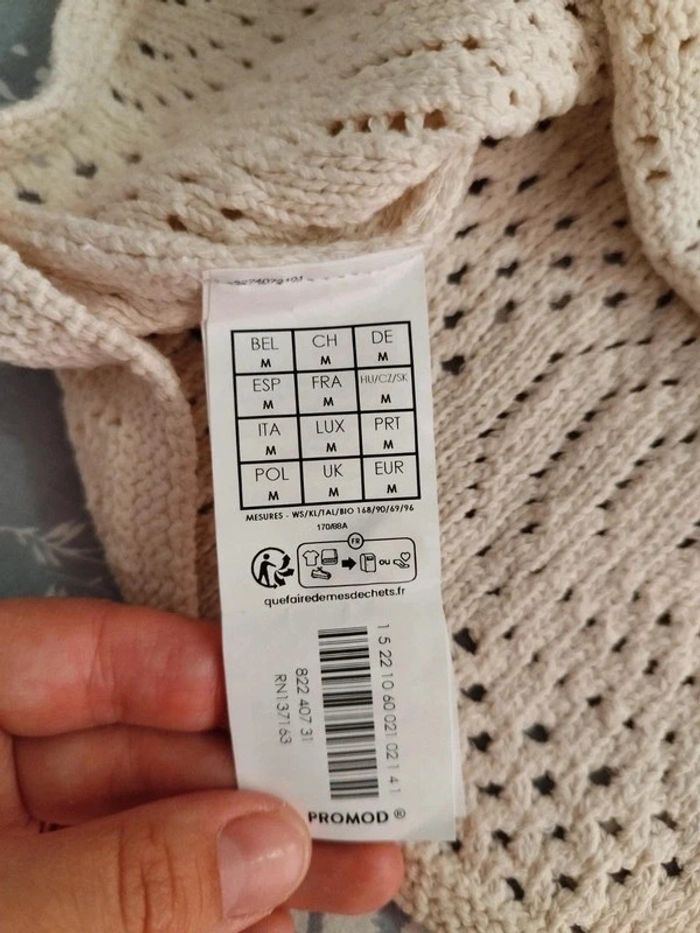 BEL CH DE
M M M
ESP FRA HU/CZ/SK
M M M
ITA LUX PRT
M M M
POL UK EUR
M M M
MESURES - WS/KL/TAL/BIO 168/90/69/96
170/88A
FR
OU
quefairedemesdechets.fr
1 5 22 10 60 021 02 1 4 1
822 407 31
RN137163
PROMOD ®